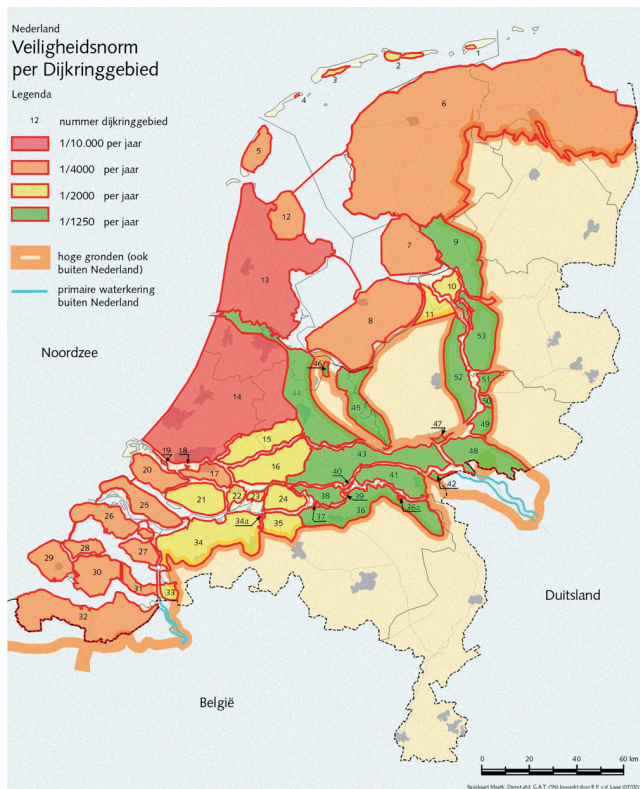 Nederland
Veiligheidsnorm
per Dijkringgebied
Legenda
12 nummer dijkringgebied
1/10.000 per jaar
1/4000 per jaar
1/2000 per jaar
1/1250 per jaar
hoge gronden (ook
buiten Nederland)
primaire waterkering
buiten Nederland
Noordzee
Duitsland
België
1
2
3
4
5
6
7
8
9
10
11
12
13
14
15
16
17
18
19
20
21
22
23
24
25
26
27
28
29
30
31
32
33
34
34a
35
36
36a
37
38
39
40
41
42
43
44
45
46
47
48
49
50
51
52
53
0 20 40 60 km